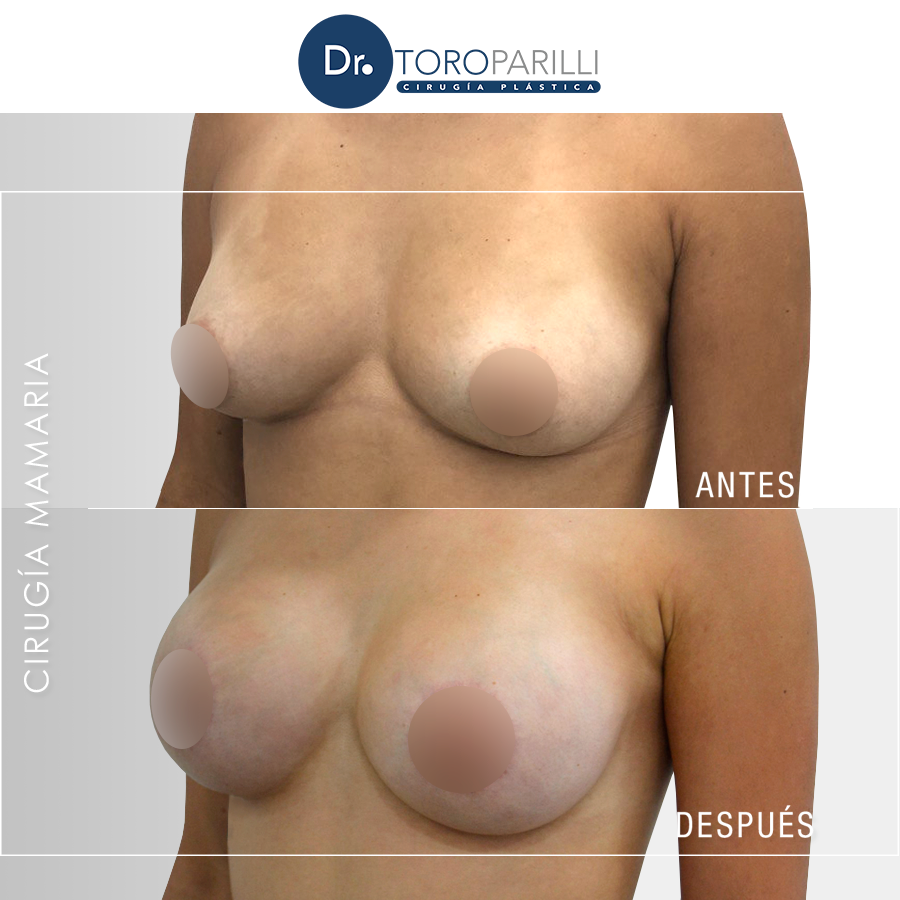 Dr. TOROPARILLI
CIRUGÍA PLÁSTICA
CIRUGÍA MAMARIA
ANTES
DESPUÉS